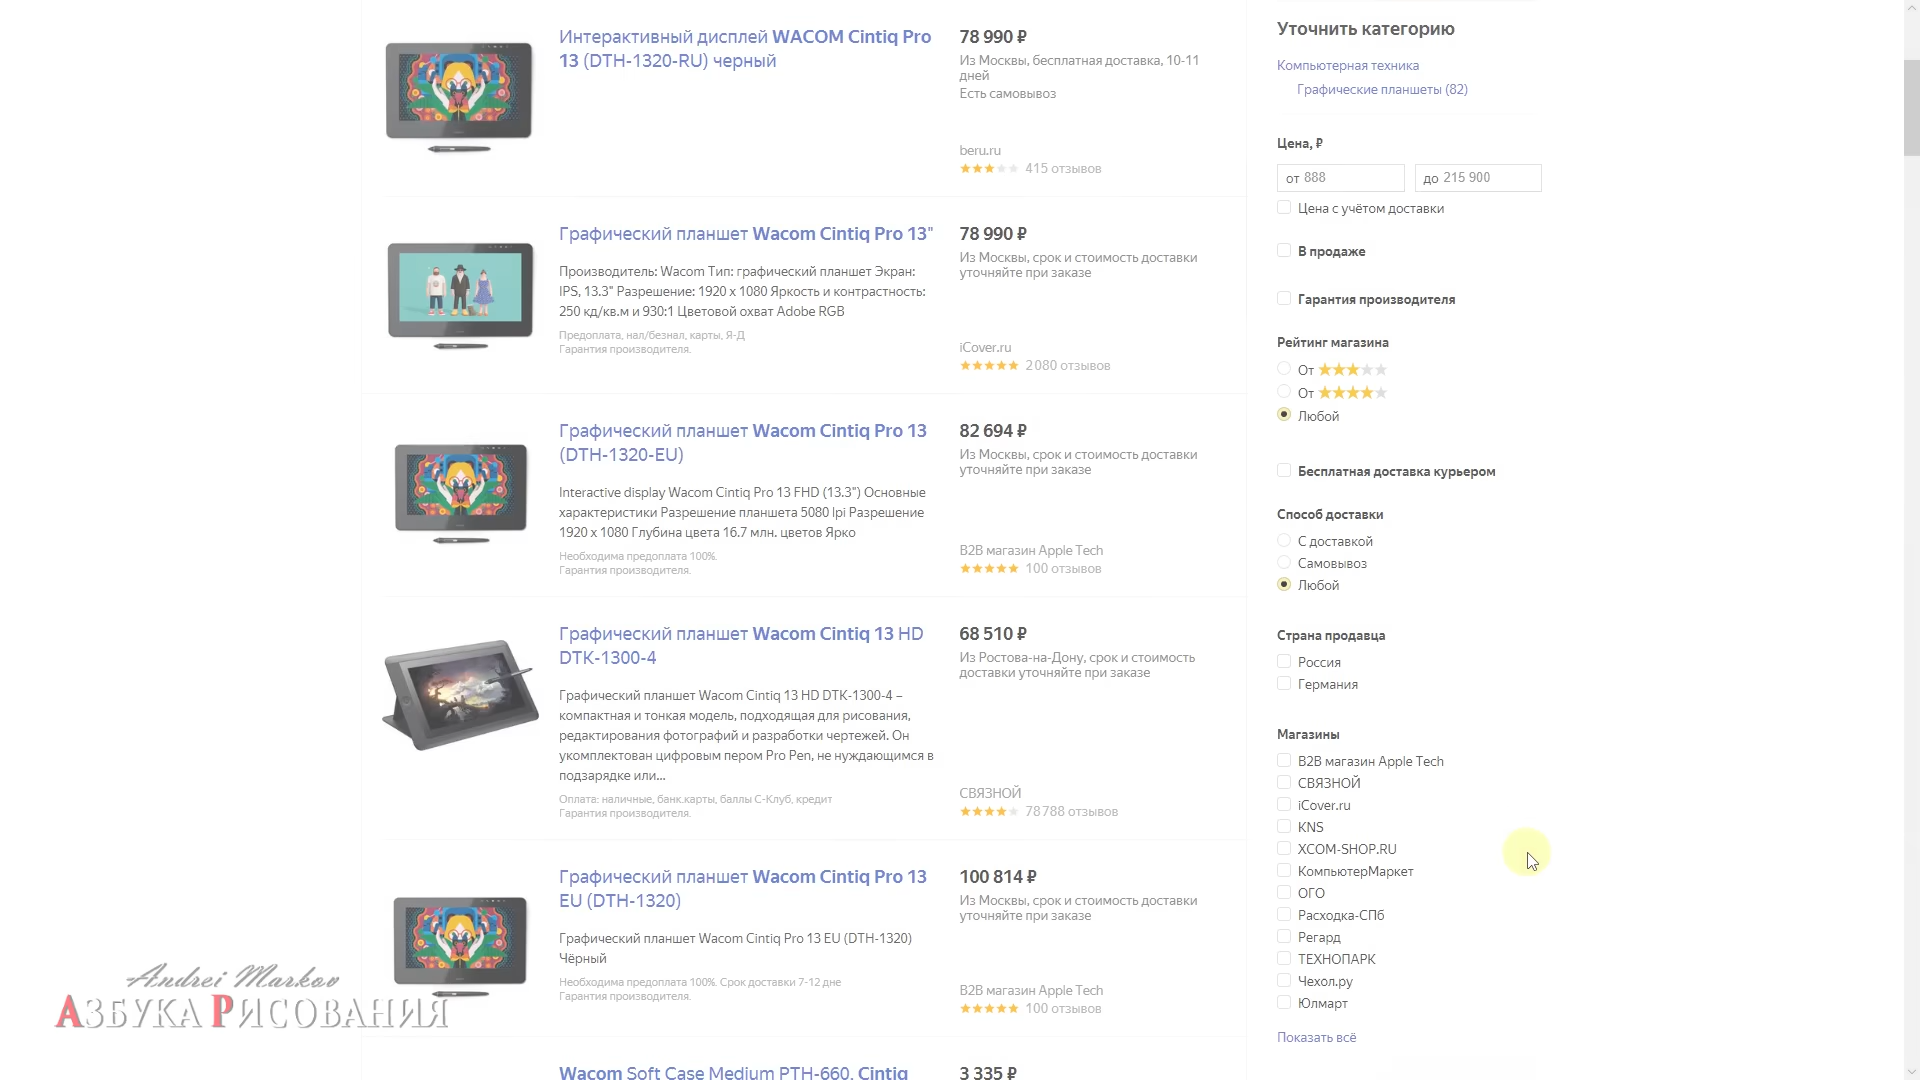 Интерактивный дисплей WACOM Cintiq Pro
13 (DTH-1320-RU) черный
78 990 ₽
Из Москвы, бесплатная доставка, 10-11
дней
Есть самовывоз
beru.ru
415 отзывов
Графический планшет Wacom Cintiq Pro 13"
Производитель: Wacom Тип: графический планшет Экран:
IPS, 13.3" Разрешение: 1920 x 1080 Яркость и контрастность:
250 кд/кв.м и 930:1 Цветовой охват Adobe RGB
Предоплата, нал/безнал, карты, Я-Д
Гарантия производителя.
78 990 ₽
Из Москвы, срок и стоимость доставки
уточняйте при заказе
iCover.ru
2 080 отзывов
Графический планшет Wacom Cintiq Pro 13
(DTH-1320-EU)
Interactive display Wacom Cintiq Pro 13 FHD (13.3") Основные
характеристики Разрешение планшета 5080 lpi Разрешение
1920 x 1080 Глубина цвета 16.7 млн. цветов Ярко
Необходима предоплата 100%.
Гарантия производителя.
82 694 ₽
Из Москвы, срок и стоимость доставки
уточняйте при заказе
B2B магазин Apple Tech
100 отзывов
Графический планшет Wacom Cintiq 13 HD
DTK-1300-4
Графический планшет Wacom Cintiq 13 HD DTK-1300-4 –
компактная и тонкая модель, подходящая для рисования,
редактирования фотографий и разработки чертежей. Он
укомплектован цифровым пером Pro Pen, не нуждающимся в
подзарядке или...
Оплата: наличные, банк.карты, баллы С-Клуб, кредит
Гарантия производителя.
68 510 ₽
Из Ростова-на-Дону, срок и стоимость
доставки уточняйте при заказе
СВЯЗНОЙ
78 788 отзывов
Графический планшет Wacom Cintiq Pro 13
EU (DTH-1320)
Графический планшет Wacom Cintiq Pro 13 EU (DTH-1320)
Чёрный
Необходима предоплата 100%. Срок доставки 7-12 дне
Гарантия производителя.
100 814 ₽
Из Москвы, срок и стоимость доставки
уточняйте при заказе
B2B магазин Apple Tech
100 отзывов
Wacom Soft Case Medium PTH-660, Cintiq
3 335 ₽
Уточнить категорию
Компьютерная техника
Графические планшеты (82)
Цена, ₽
от 888
до 215 900
Цена с учётом доставки
В продаже
Гарантия производителя
Рейтинг магазина
От
От
Любой
Бесплатная доставка курьером
Способ доставки
С доставкой
Самовывоз
Любой
Страна продавца
Россия
Германия
Магазины
B2B магазин Apple Tech
СВЯЗНОЙ
iCover.ru
KNS
XCOM-SHOP.RU
КомпьютерМаркет
ОГО
Расходка-СПб
Регард
ТЕХНОПАРК
Чехол.ру
Юлмарт
Показать всё
Andrei Markov
АЗБУКА РИСОВАНИЯ